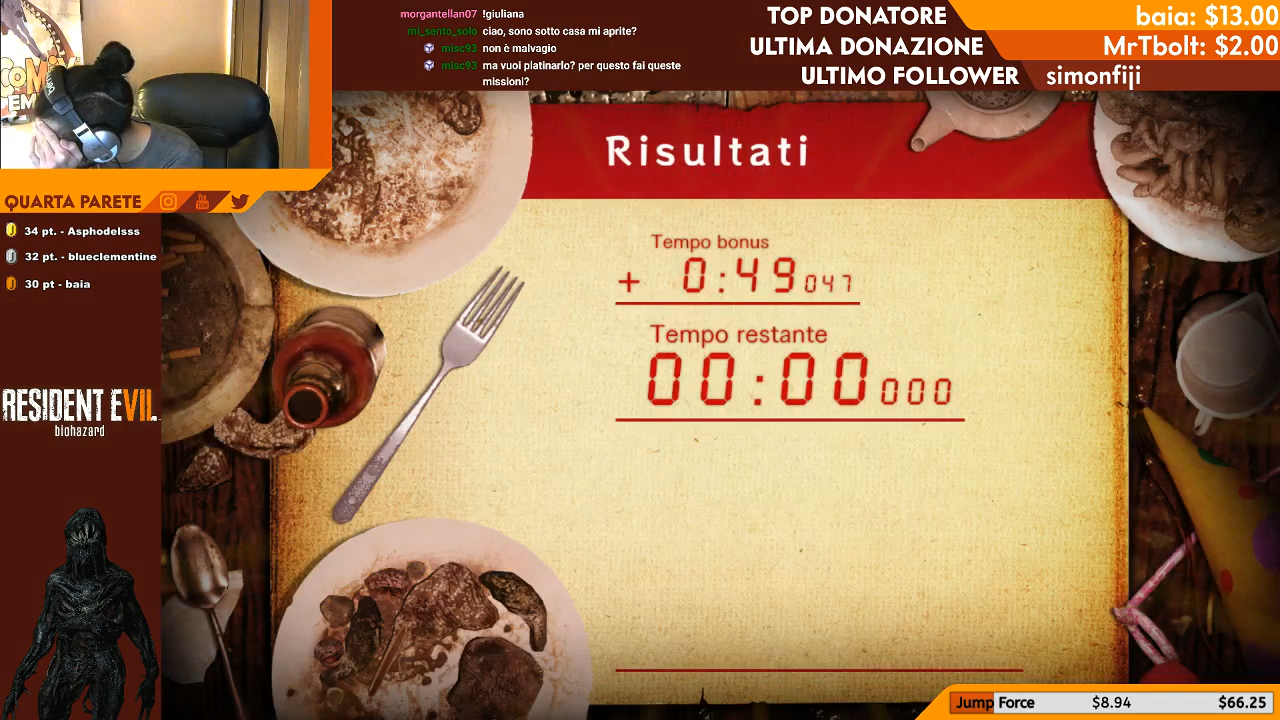 morgantellan07 !giuliana
mi_sento_solo ciao, sono sotto casa mi aprite?
misc93 non è malvagio
misc93 ma vuoi platinarlo? per questo fai queste
missioni?
TOP DONATORE baia: $13.00
ULTIMA DONAZIONE MrTbolt: $2.00
ULTIMO FOLLOWER simonfiji
QUARTA PARETE
34 pt. - Asphodelsss
32 pt. - blueclementine
30 pt - baia
RESIDENT EVIL
biohazard
Risultati
Tempo bonus
+ 0:49 047
Tempo restante
00:00 000
Jump Force $8.94 $66.25